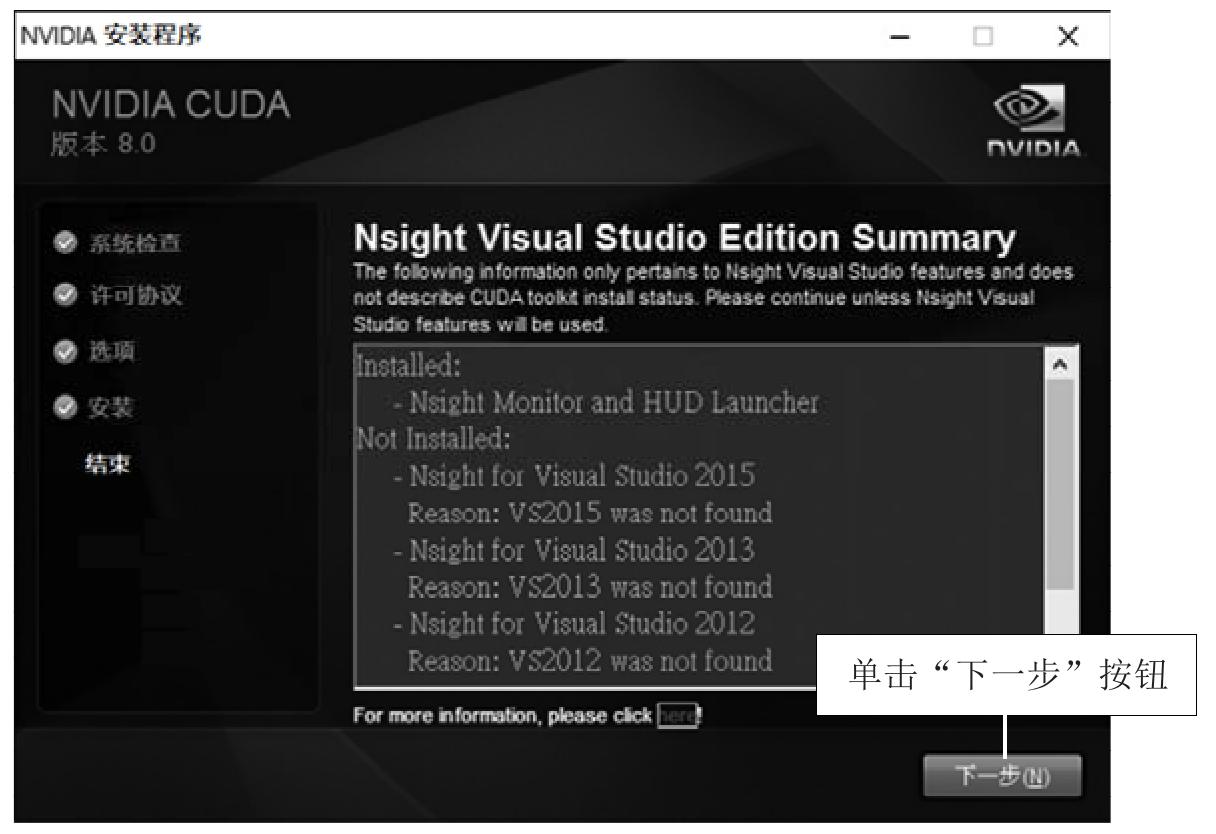 NVIDIA 安装程序
NVIDIA CUDA
版本 8.0
NVIDIA
系统检查
许可协议
选项
安装
结束
Nsight Visual Studio Edition Summary
The following information only pertains to Nsight Visual Studio features and does
not describe CUDA toolkit install status. Please continue unless Nsight Visual
Studio features will be used.
Installed:
- Nsight Monitor and HUD Launcher
Not Installed:
- Nsight for Visual Studio 2015
Reason: VS2015 was not found
- Nsight for Visual Studio 2013
Reason: VS2013 was not found
- Nsight for Visual Studio 2012
Reason: VS2012 was not found
For more information, please click here!
单击“下一步”按钮
下一步(N)